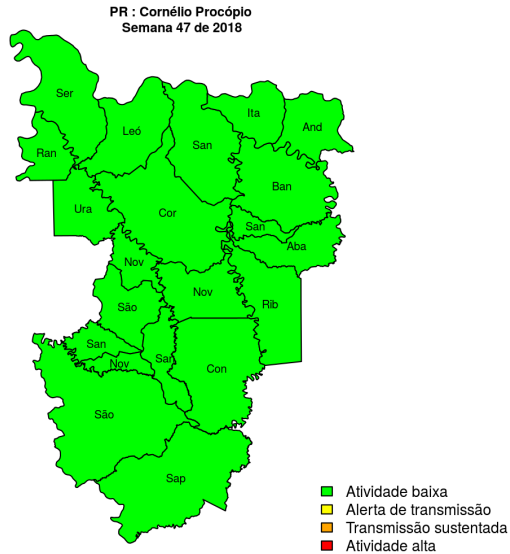 PR : Cornélio Procópio
Semana 47 de 2018
Ser
Ita
And
Leó
San
Ran
Ban
Ura
Cor
San
Aba
Nov
Nov
Rib
São
San
San
Nov
Con
São
Sap
Atividade baixa
Alerta de transmissão
Transmissão sustentada
Atividade alta